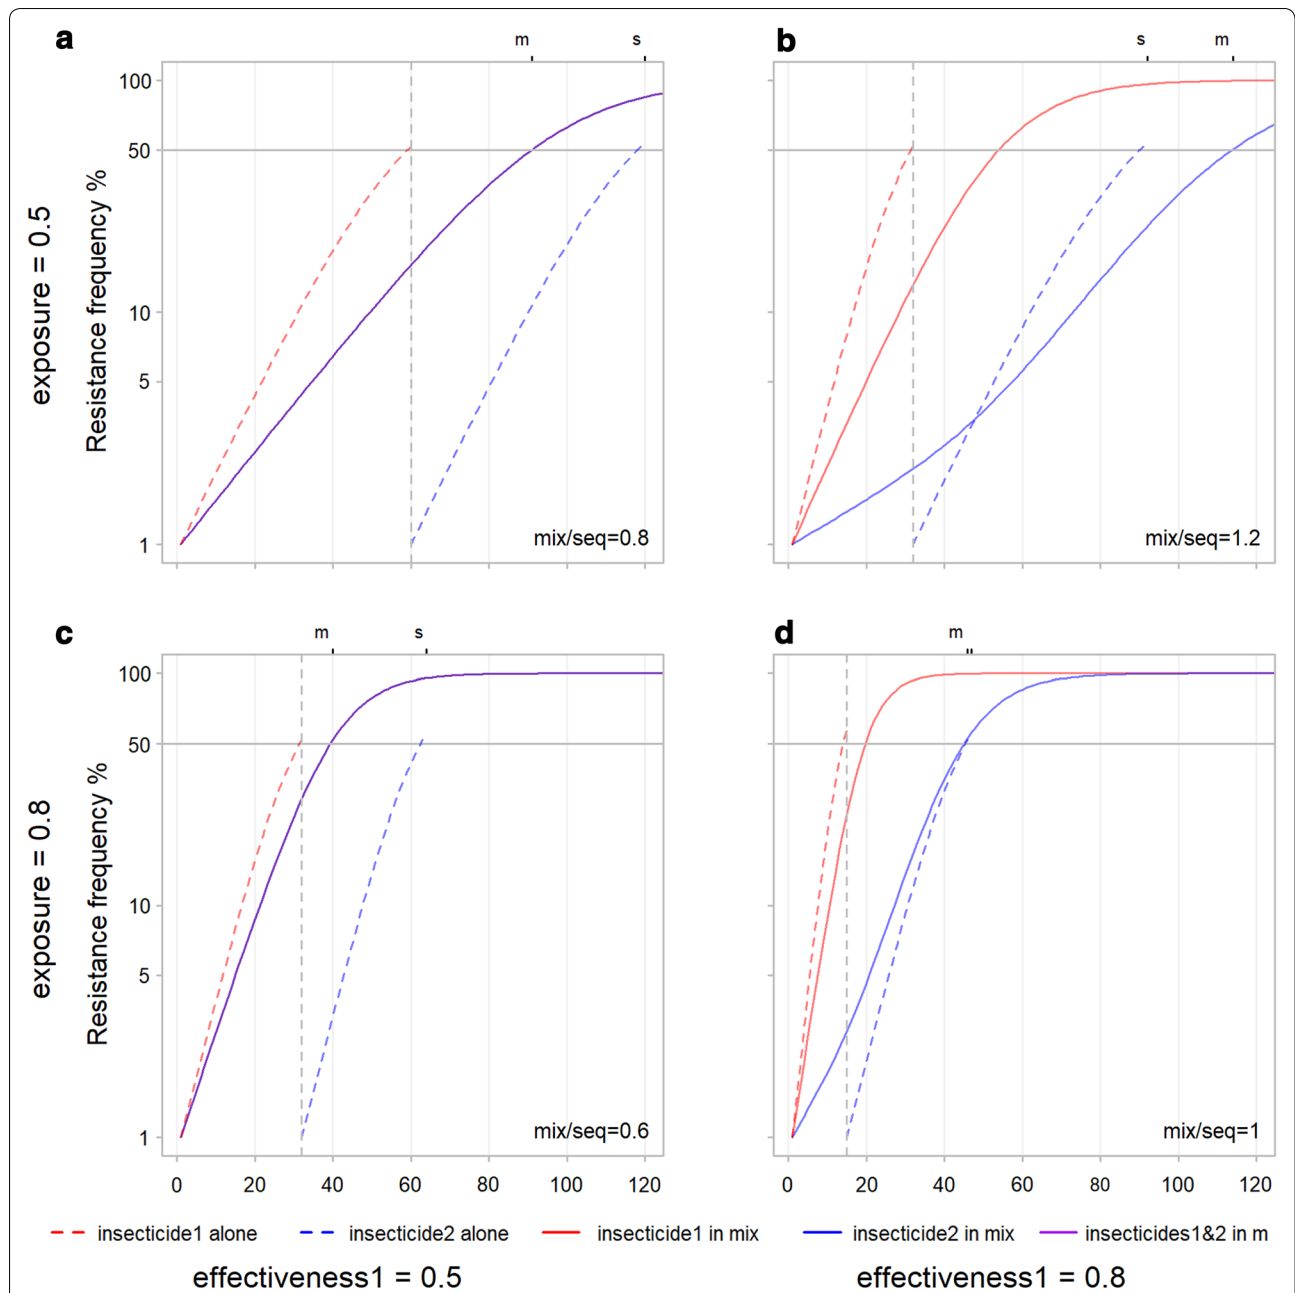 a
m
s
b
s
m
100
50
10
5
1
exposure = 0.5
Resistance frequency %
mix/seq=0.8
mix/seq=1.2
c
m
s
d
m
100
50
10
5
1
exposure = 0.8
Resistance frequency %
mix/seq=0.6
mix/seq=1
0 20 40 60 80 100 120
0 20 40 60 80 100 120
insecticide1 alone insecticide2 alone insecticide1 in mix insecticide2 in mix insecticides1&2 in m
effectiveness1 = 0.5
effectiveness1 = 0.8